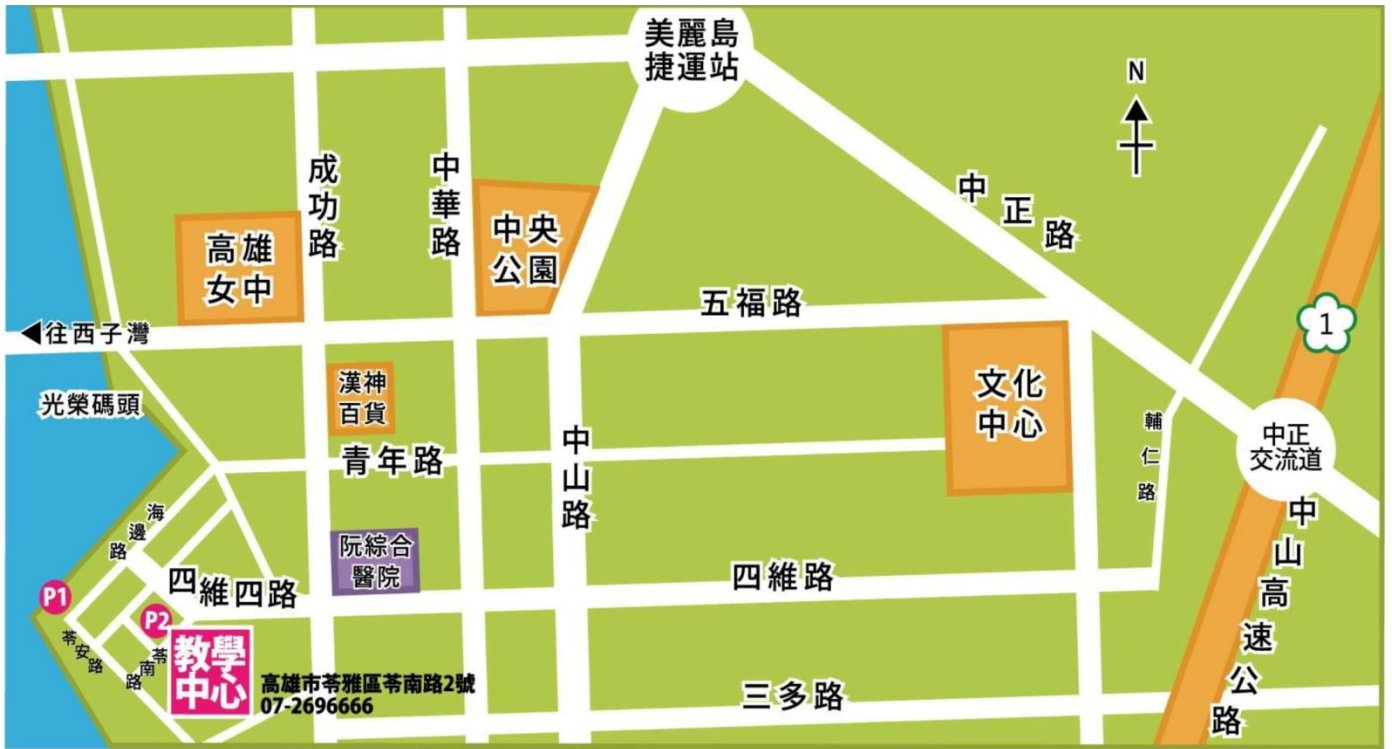 美麗島
捷運站
N
中正路
成功路
中華路
中央
公園
高雄
女中
五福路
往西子灣
1
漢神
百貨
文化
中心
光榮碼頭
青年路
中山路
輔仁路
中正
交流道
中山高速公路
海邊路
阮綜合
醫院
四維四路
四維路
P1
P2
苓安路
苓南路
教學
中心
高雄市苓雅區苓南路2號
07-2696666
三多路